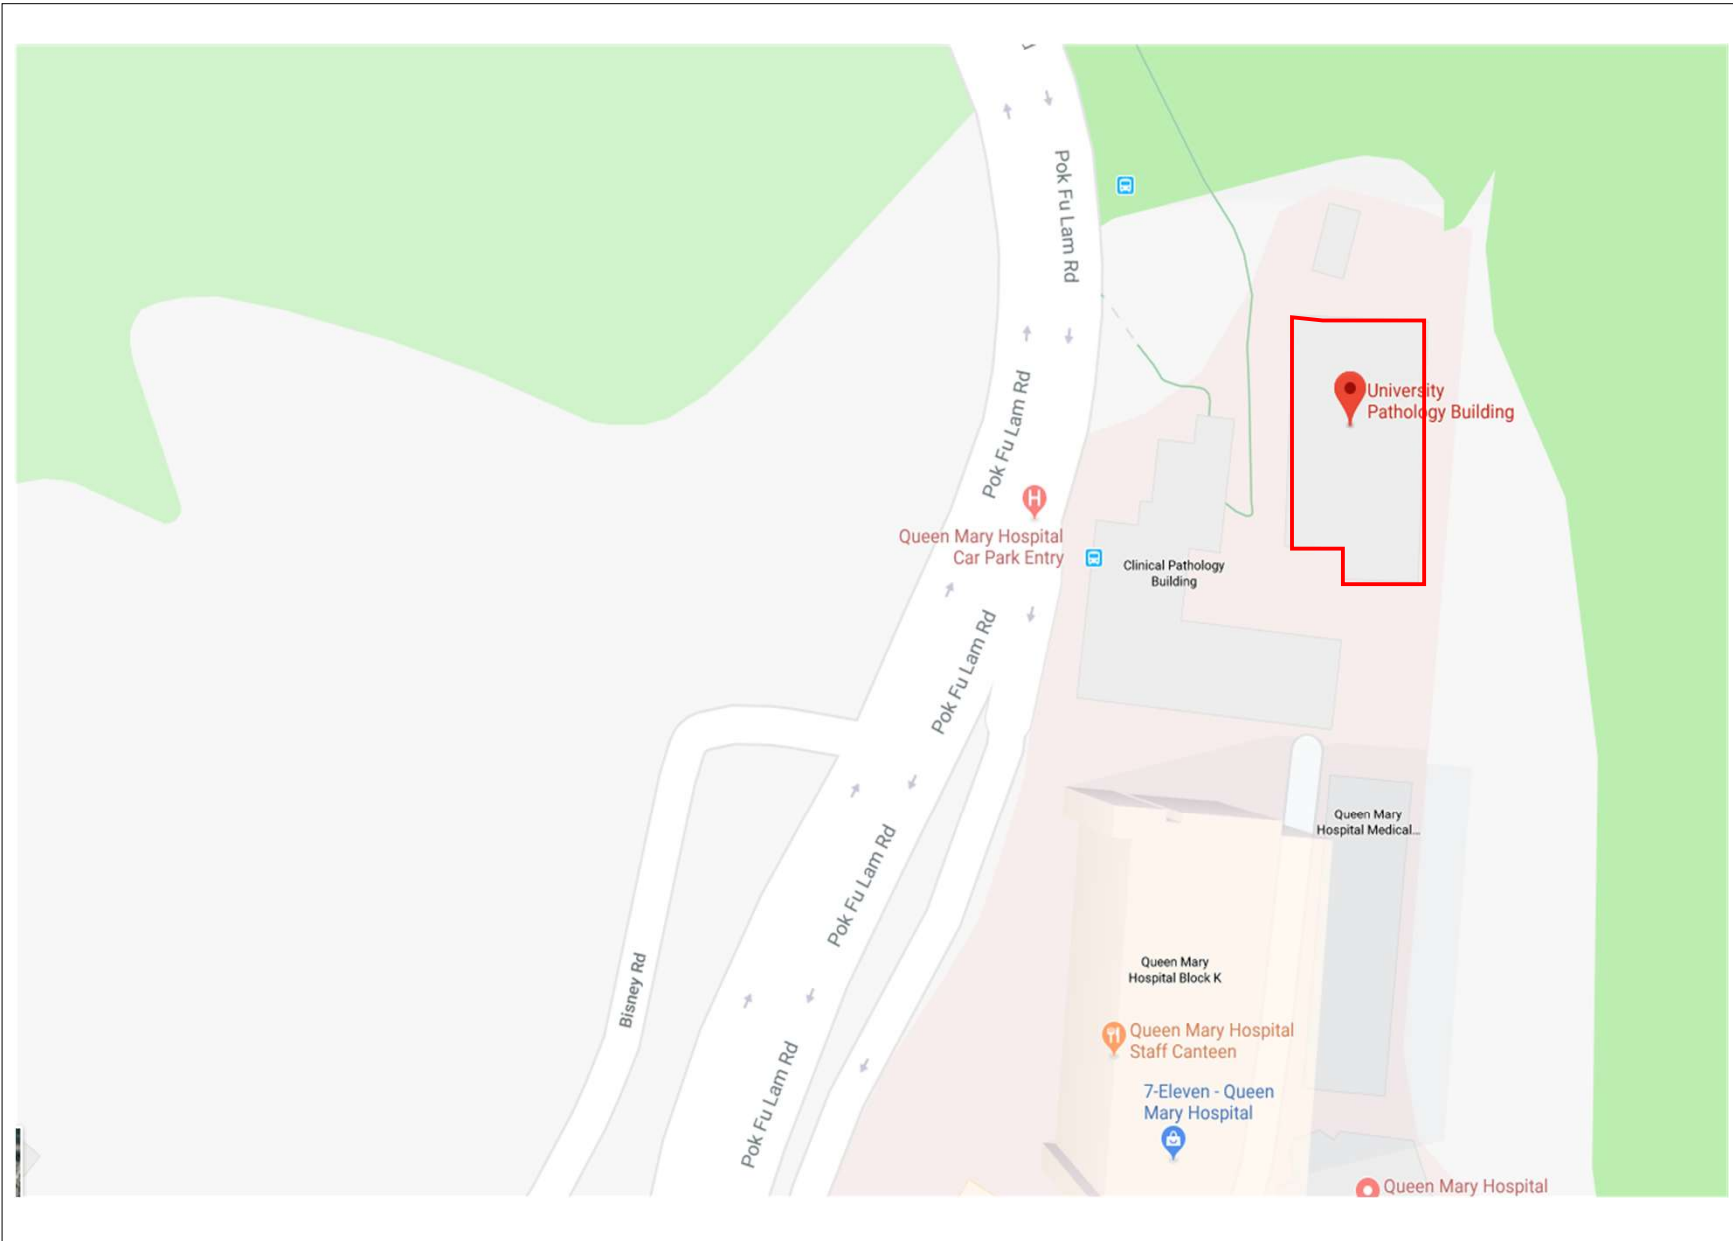 Pok Fu Lam Rd
Pok Fu Lam Rd
University
Pathology Building
H
Queen Mary Hospital
Car Park Entry
Clinical Pathology
Building
Pok Fu Lam Rd
Queen Mary
Hospital Medical...
Pok Fu Lam Rd
Bisney Rd
Queen Mary
Hospital Block K
Queen Mary Hospital
Staff Canteen
Pok Fu Lam Rd
7-Eleven - Queen
Mary Hospital
Queen Mary Hospital